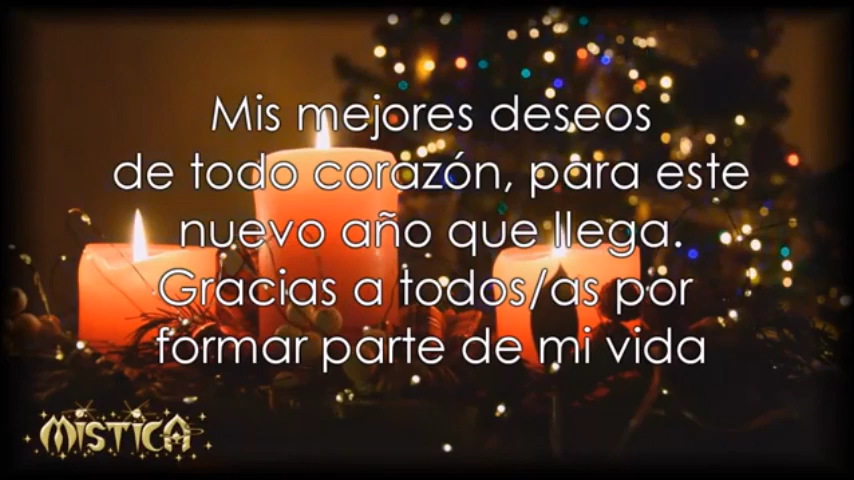 Mis mejores deseos
de todo corazón, para este
nuevo año que llega.
Gracias a todos/as por
formar parte de mi vida
MiSTiCA